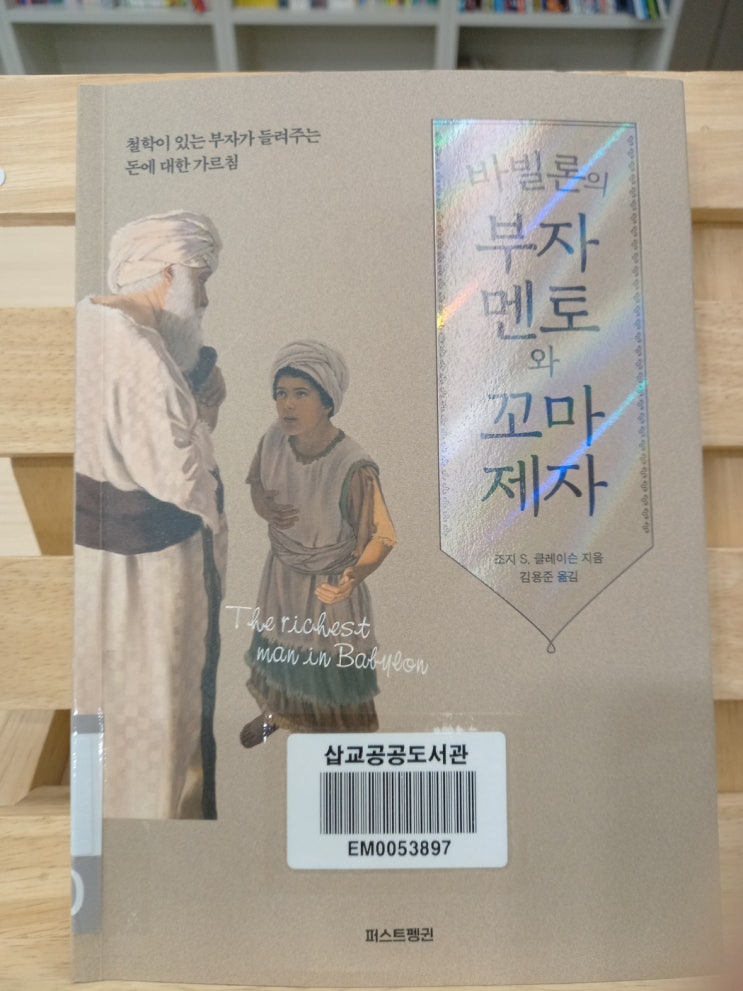 철학이 있는 부자가 들려주는
돈에 대한 가르침
바빌론의
부자
멘토
와
꼬마
제자
조지 S. 클레이슨 지음
김용준 옮김
The richest
man in Babylon
삽교공공도서관
EM0053897
퍼스트펭귄